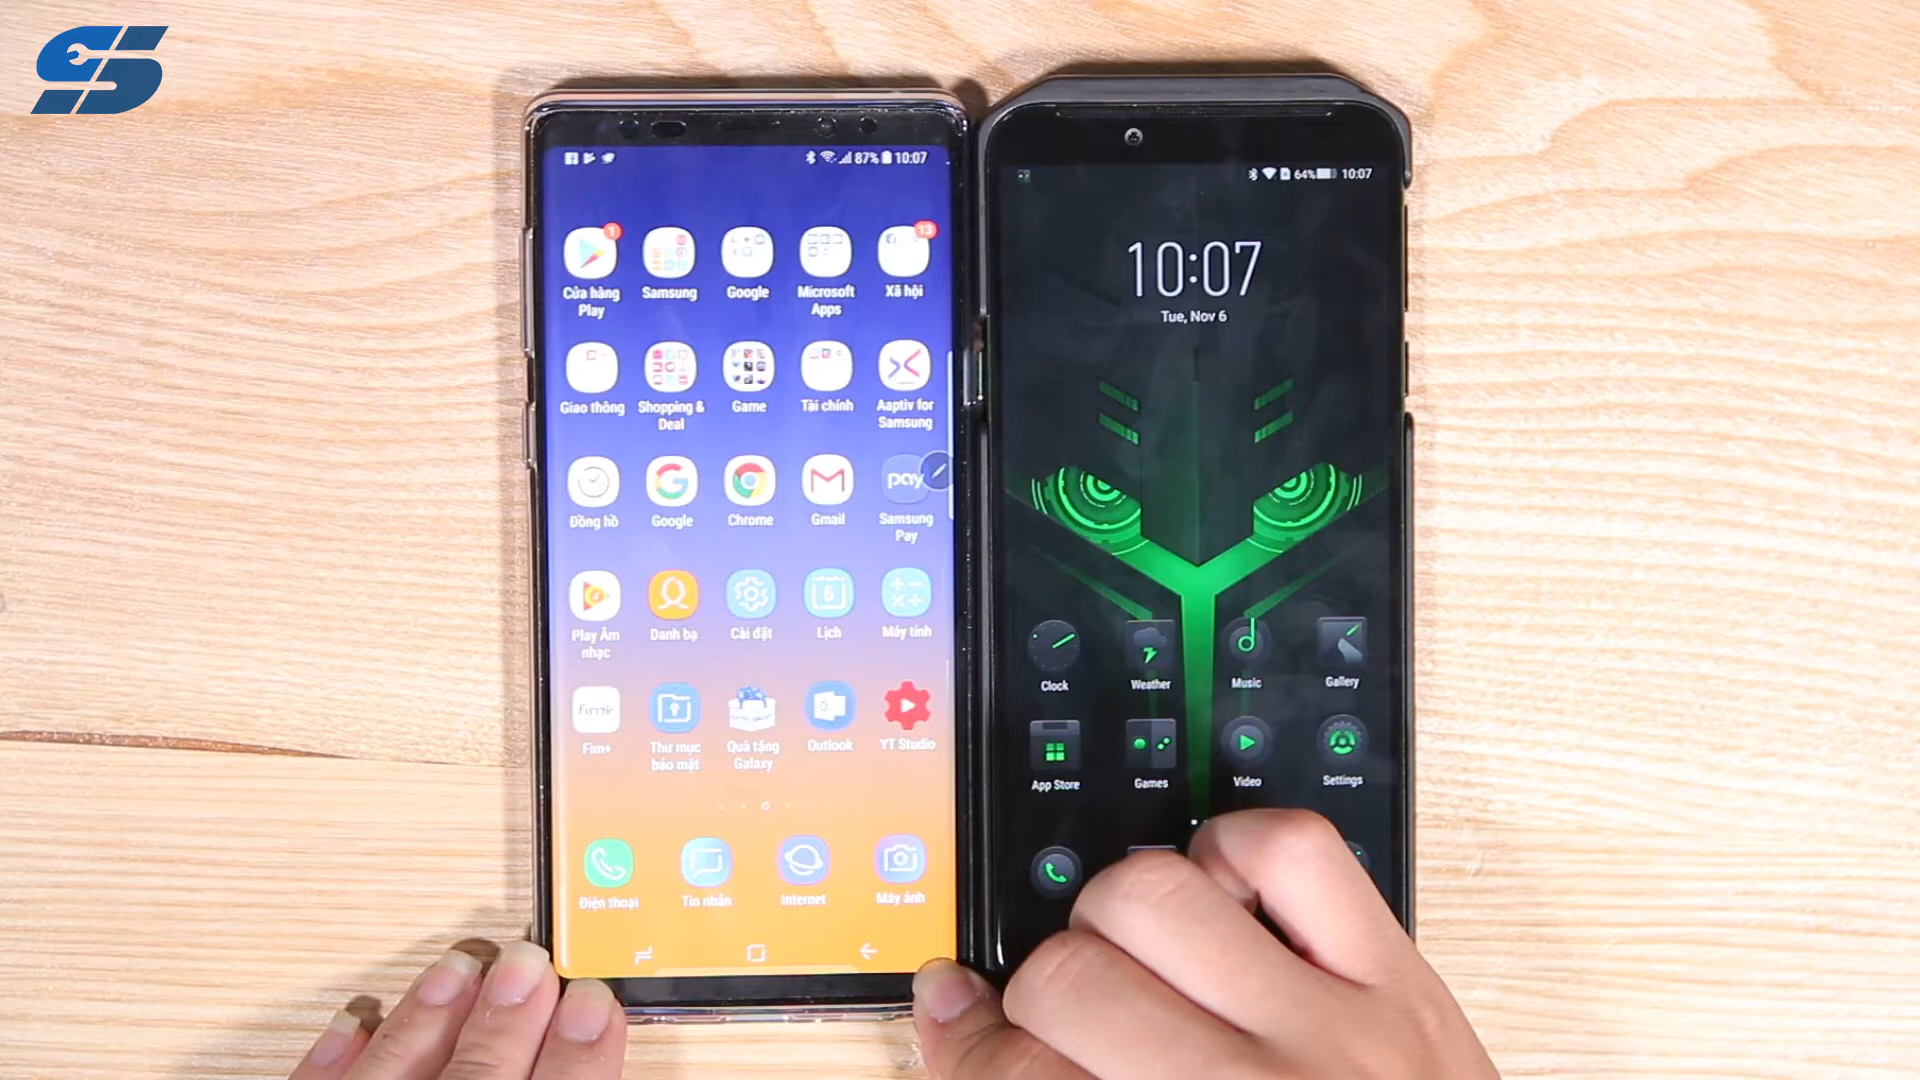 87% 10:07
1
13
Cửa hàng
Play
Samsung
Google
Microsoft
Apps
Xã hội
Giao thông
Shopping &
Deal
Game
Tài chính
Aaptiv for
Samsung
pay
Đồng hồ
Google
Chrome
Gmail
Samsung
Pay
6
Play Âm
nhạc
Danh bạ
Cài đặt
Lịch
Máy tính
Fim+
Thư mục
bảo mật
Quà tặng
Galaxy
Outlook
YT Studio
Điện thoại
Tin nhắn
Internet
Máy ảnh
64% 10:07
10:07
Tue, Nov 6
Clock
Weather
Music
Gallery
App Store
Games
Video
Settings